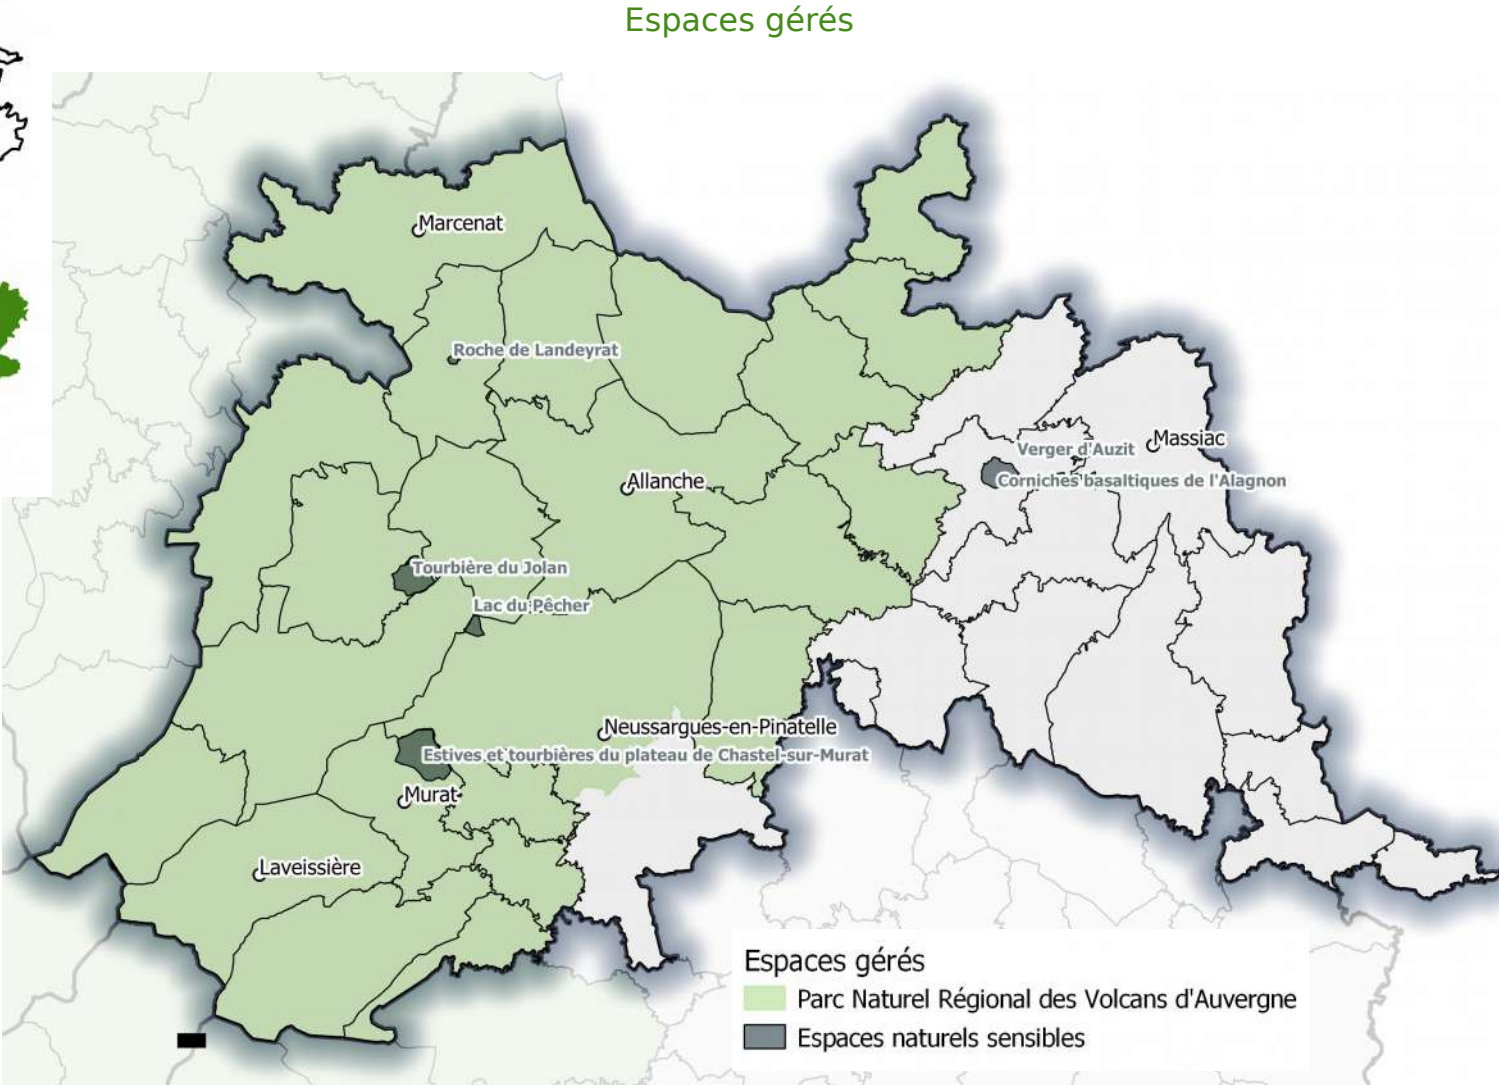 Espaces gérés
Marcenat
Roche de Landeyrat
Massiac
Verger d'Auzit
Corniches basaltiques de l'Alagnon
Allanche
Tourbière du Jolan
Lac du Pêcher
Neussargues-en-Pinatelle
Estives et tourbières du plateau de Chastel-sur-Murat
Murat
Laveissière
Espaces gérés
Parc Naturel Régional des Volcans d'Auvergne
Espaces naturels sensibles